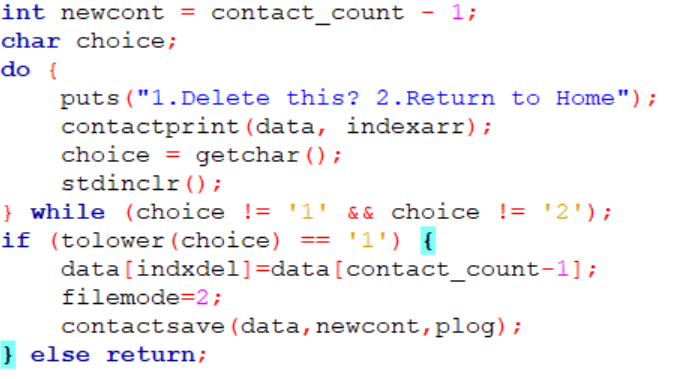 int newcont = contact_count - 1;
char choice;
do {
    puts("1.Delete this? 2.Return to Home");
    contactprint(data, indexarr);
    choice = getchar();
    stdinclr();
} while (choice != '1' && choice != '2');
if (tolower(choice) == '1') {
    data[indxdel]=data[contact_count-1];
    filemode=2;
    contactsave(data,newcont,plog);
} else return;